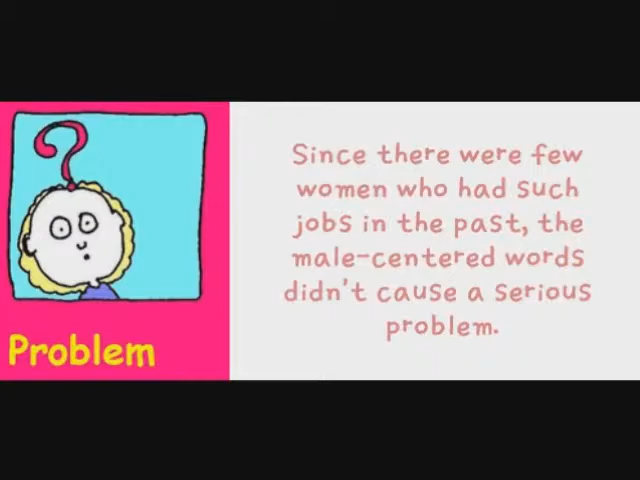 Since there were few
women who had such
jobs in the past, the
male-centered words
didn't cause a serious
problem.
Problem